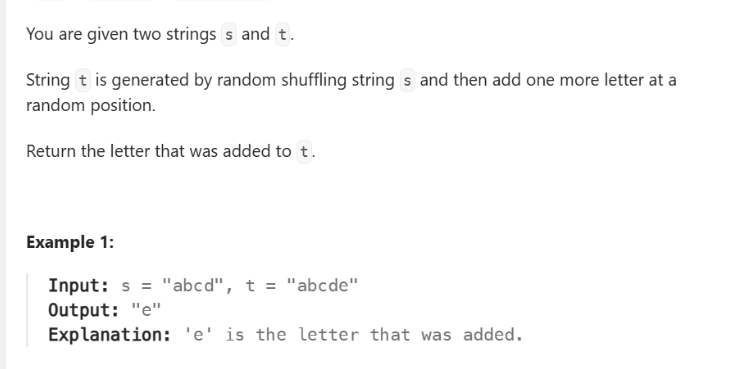 You are given two strings s and t.
String t is generated by random shuffling string s and then add one more letter at a
random position.
Return the letter that was added to t.
Example 1:
Input: s = "abcd", t = "abcde"
Output: "e"
Explanation: 'e' is the letter that was added.